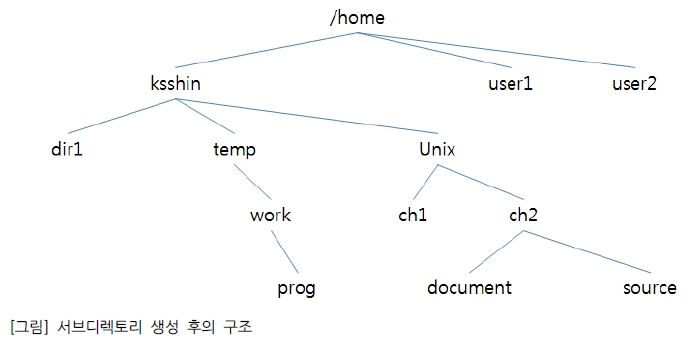 /home
ksshin user1 user2
dir1 temp Unix
work ch1 ch2
prog document source
[그림] 서브디렉토리 생성 후의 구조